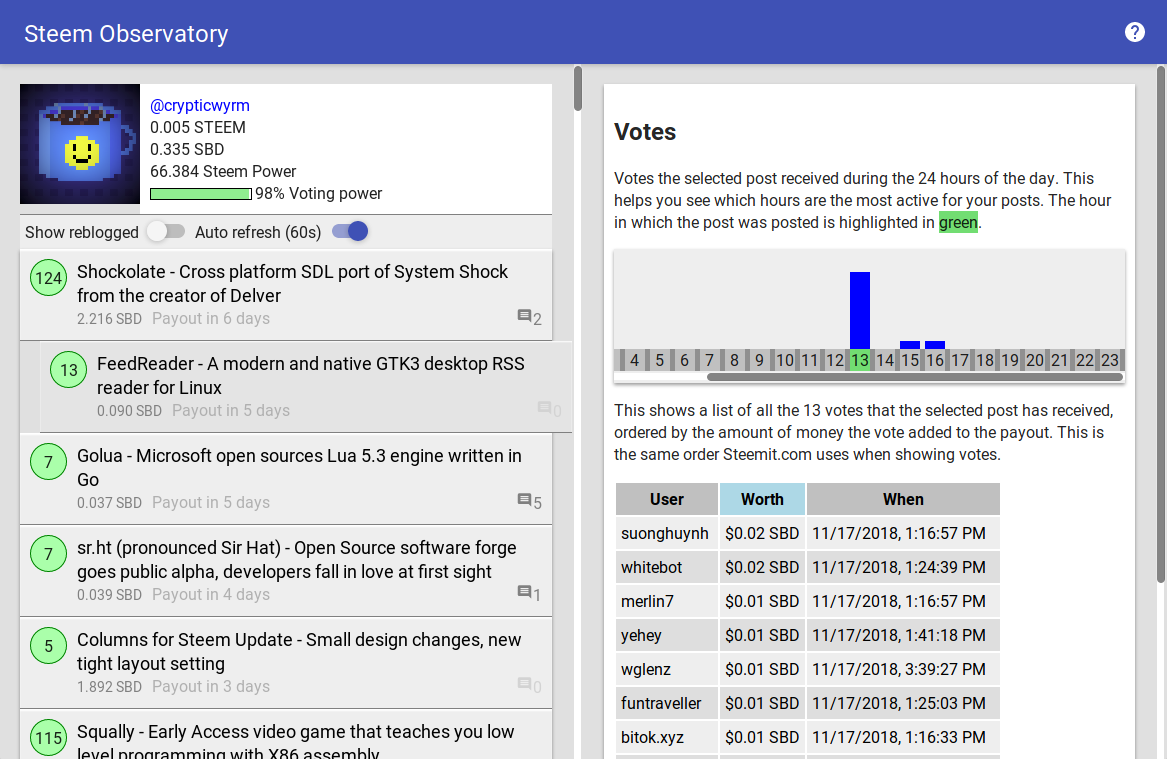 Steem Observatory
?
@crypticwyrm
0.005 STEEM
0.335 SBD
66.384 Steem Power
98% Voting power
Show reblogged
Auto refresh (60s)
124
Shockolate - Cross platform SDL port of System Shock
from the creator of Delver
2.216 SBD Payout in 6 days
2
13
FeedReader - A modern and native GTK3 desktop RSS
reader for Linux
0.090 SBD Payout in 5 days
0
7
Golua - Microsoft open sources Lua 5.3 engine written in
Go
0.037 SBD Payout in 5 days
5
7
sr.ht (pronounced Sir Hat) - Open Source software forge
goes public alpha, developers fall in love at first sight
0.039 SBD Payout in 4 days
1
5
Columns for Steem Update - Small design changes, new
tight layout setting
1.892 SBD Payout in 3 days
0
115
Squally - Early Access video game that teaches you low
level programming with X86 assembly
Votes
Votes the selected post received during the 24 hours of the day. This
helps you see which hours are the most active for your posts. The hour
in which the post was posted is highlighted in green.
4 5 6 7 8 9 10 11 12 13 14 15 16 17 18 19 20 21 22 23
This shows a list of all the 13 votes that the selected post has received,
ordered by the amount of money the vote added to the payout. This is
the same order Steemit.com uses when showing votes.
User Worth When
suonghuynh $0.02 SBD 11/17/2018, 1:16:57 PM
whitebot $0.02 SBD 11/17/2018, 1:24:39 PM
merlin7 $0.01 SBD 11/17/2018, 1:16:57 PM
yehey $0.01 SBD 11/17/2018, 1:41:18 PM
wglenz $0.01 SBD 11/17/2018, 3:39:27 PM
funtraveller $0.01 SBD 11/17/2018, 1:25:03 PM
bitok.xyz $0.01 SBD 11/17/2018, 1:16:33 PM